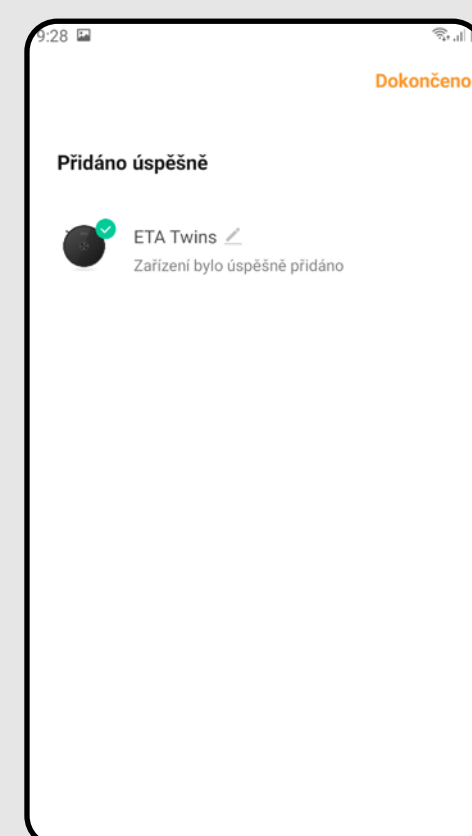 9:28
Dokončeno
Přidáno úspěšně
ETA Twins
Zařízení bylo úspěšně přidáno